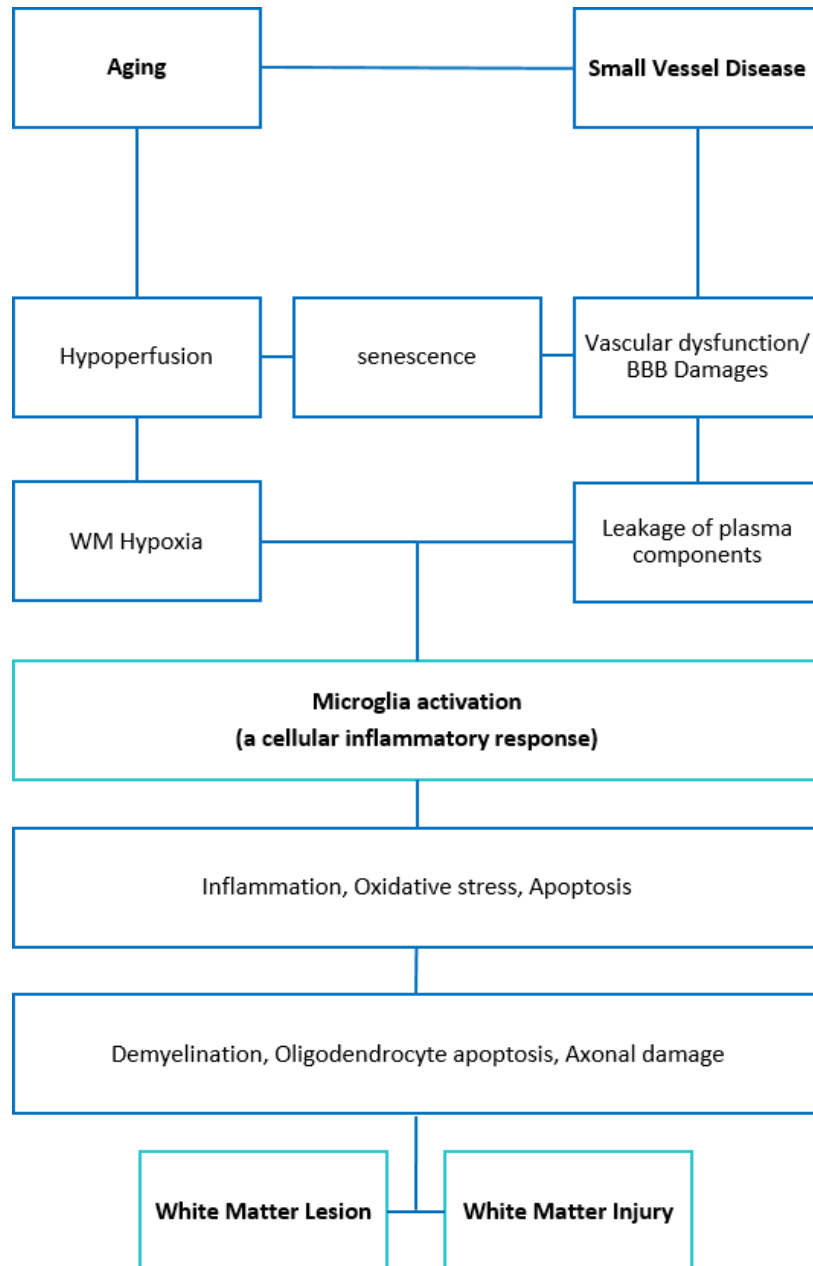 Aging
Small Vessel Disease
Hypoperfusion
senescence
Vascular dysfunction/
BBB Damages
WM Hypoxia
Leakage of plasma
components
Microglia activation
(a cellular inflammatory response)
Inflammation, Oxidative stress, Apoptosis
Demyelination, Oligodendrocyte apoptosis, Axonal damage
White Matter Lesion
White Matter Injury